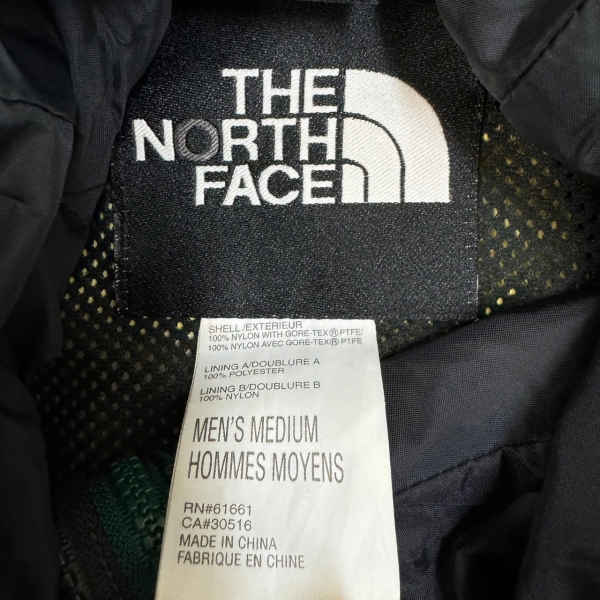 THE
NORTH
FACE
SHELL/EXTERIEUR
100% NYLON WITH GORE-TEX® PTFE/
100% NYLON AVEC GORE-TEX® PTFE
LINING A/DOUBLURE A
100% POLYESTER
LINING B/DOUBLURE B
100% NYLON
MEN'S MEDIUM
HOMMES MOYENS
RN#61661
CA#30516
MADE IN CHINA
FABRIQUE EN CHINE